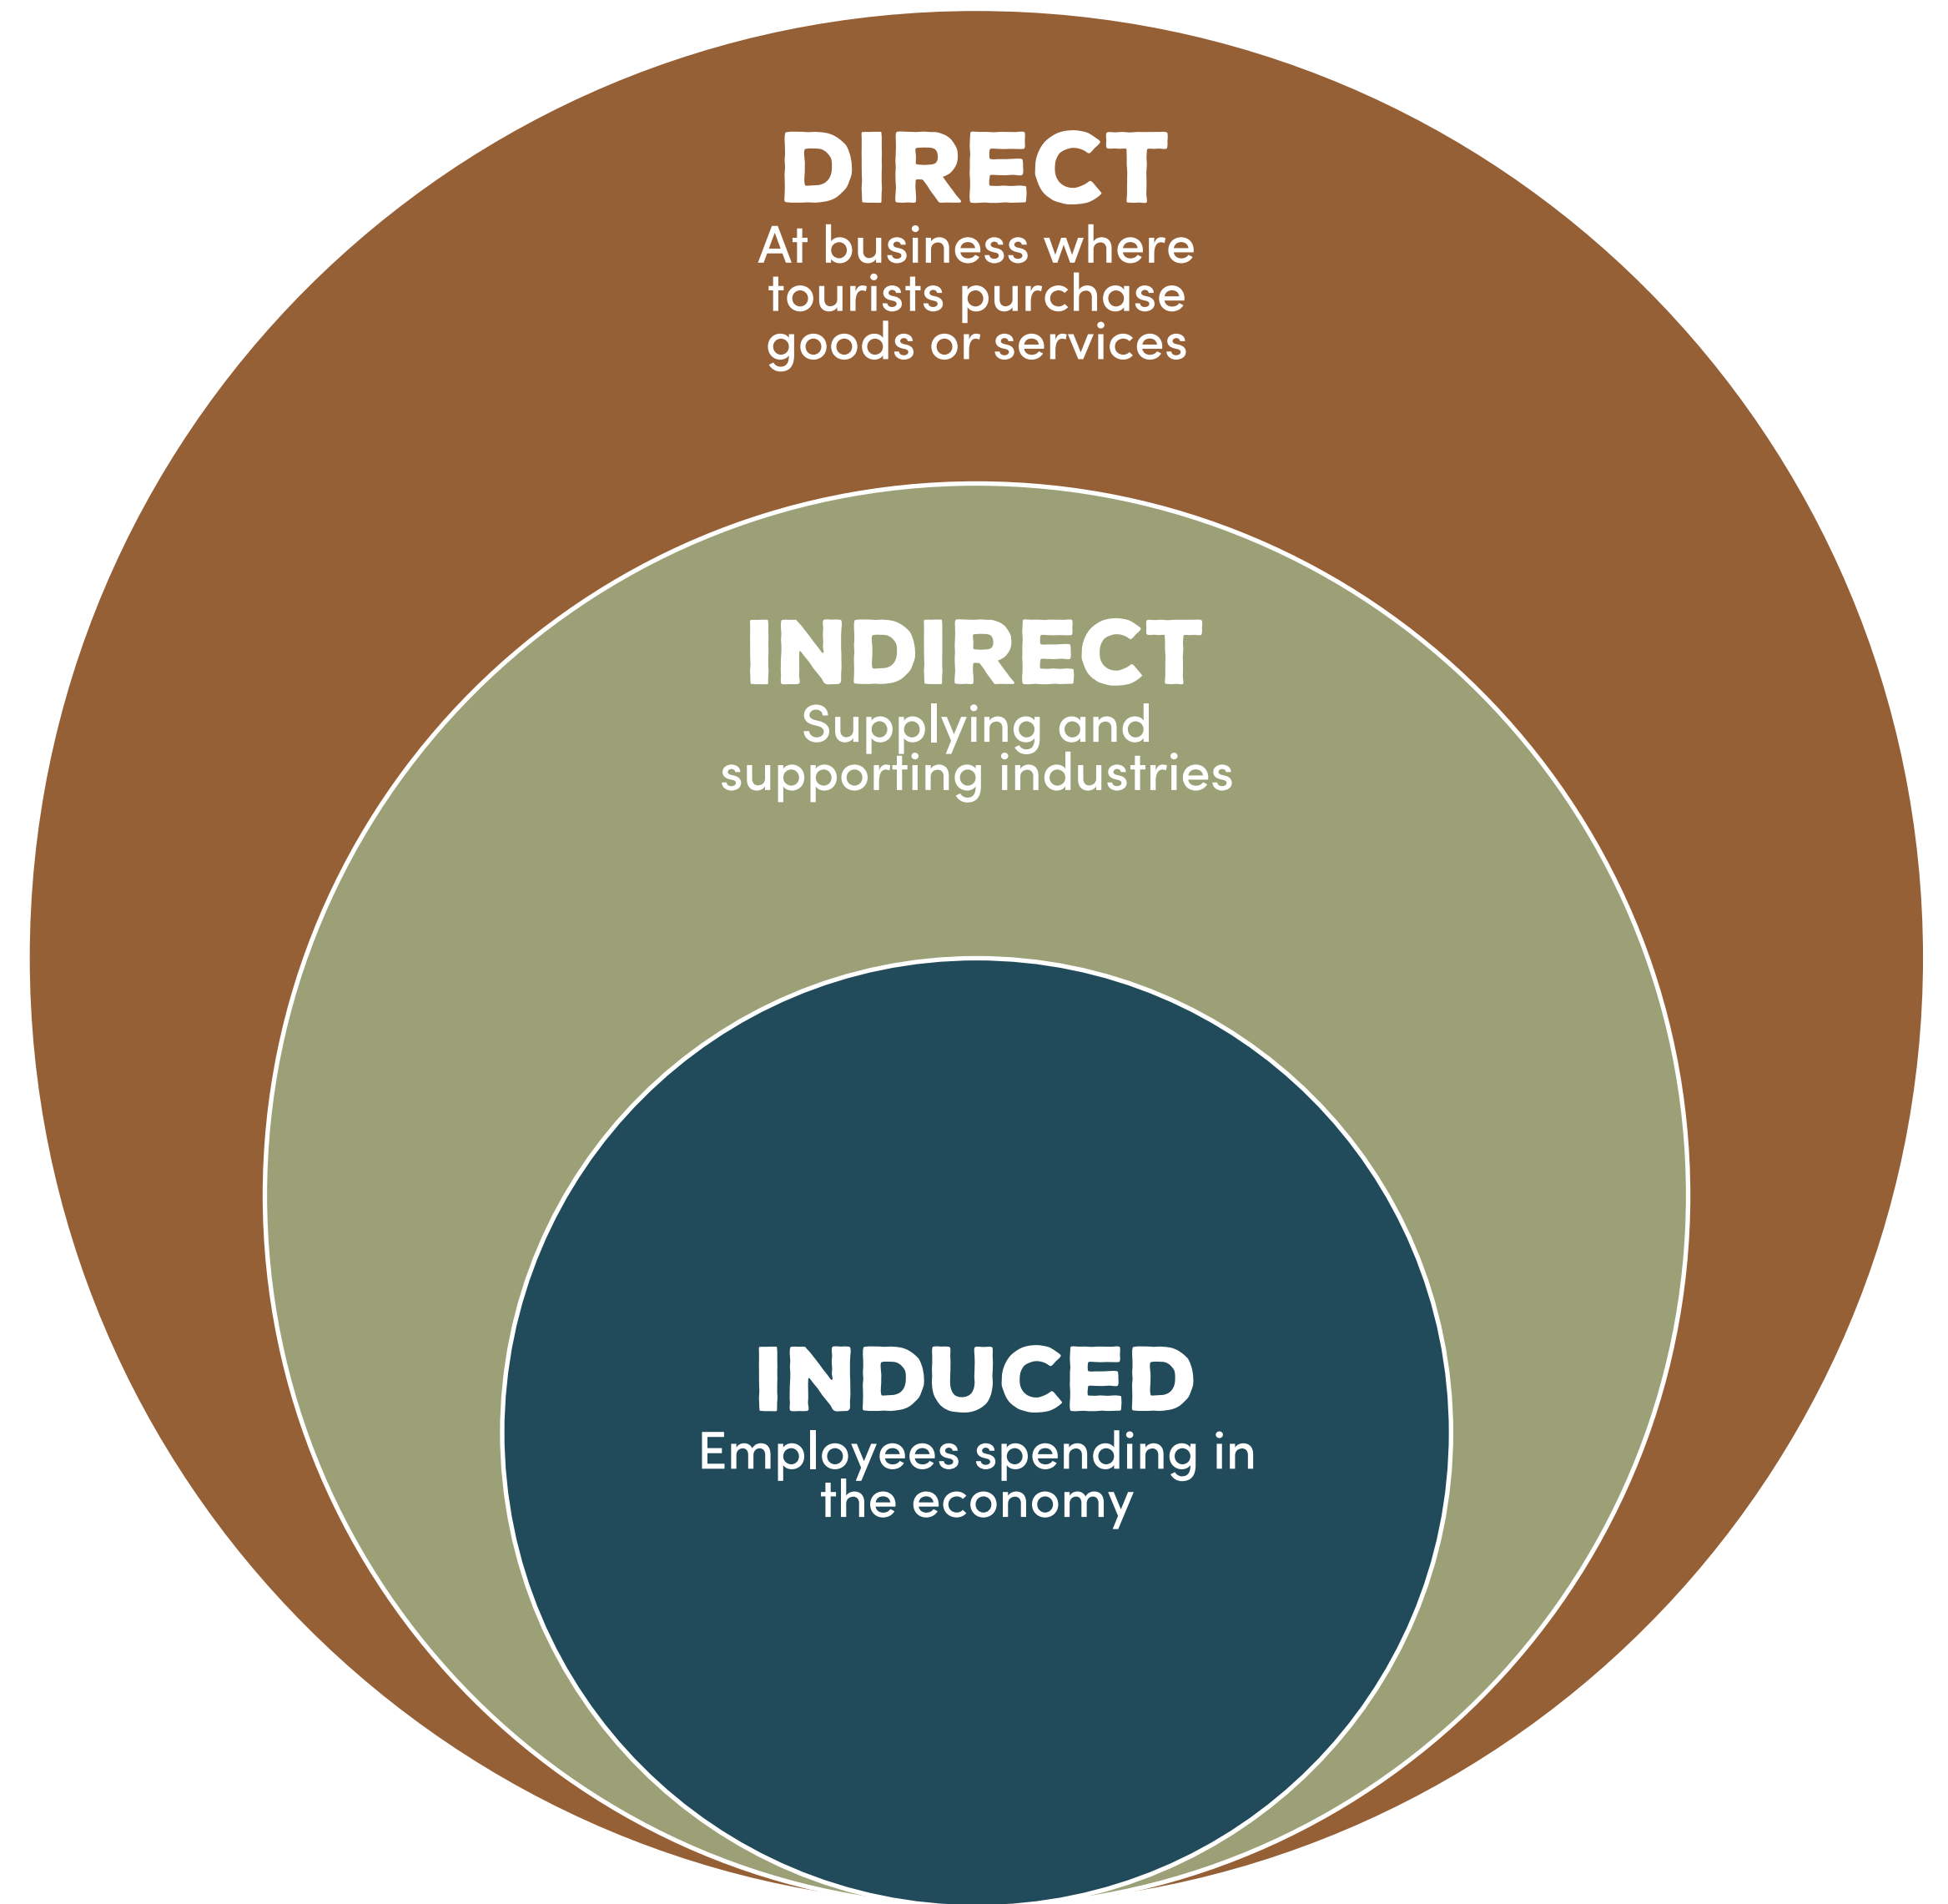 DIRECT
At business where
tourists purchase
goods or services
INDIRECT
Supplying and
supporting industries
INDUCED
Employees spending in
the economy